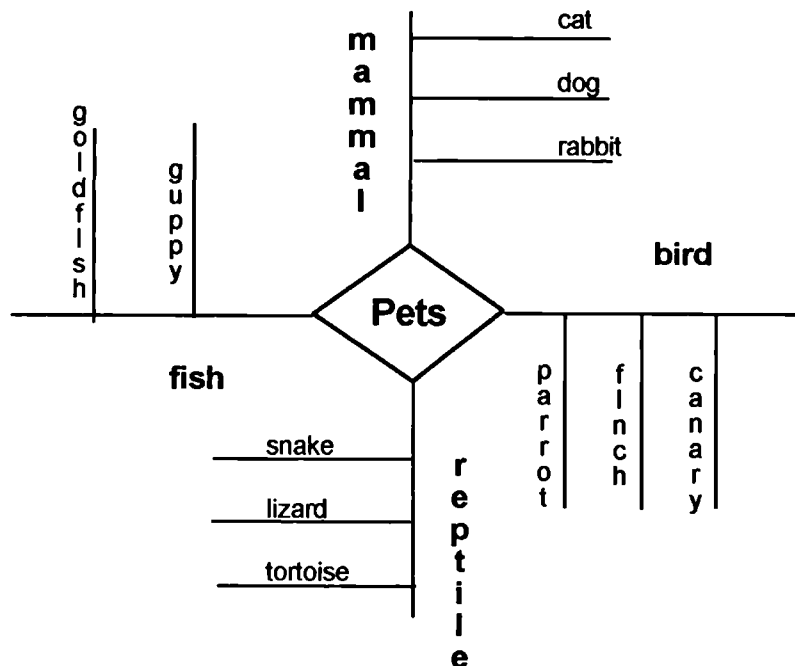 mammal
cat
dog
rabbit
goldfish
guppy
bird
Pets
fish
parrot
finch
canary
snake
lizard
tortoise
reptile